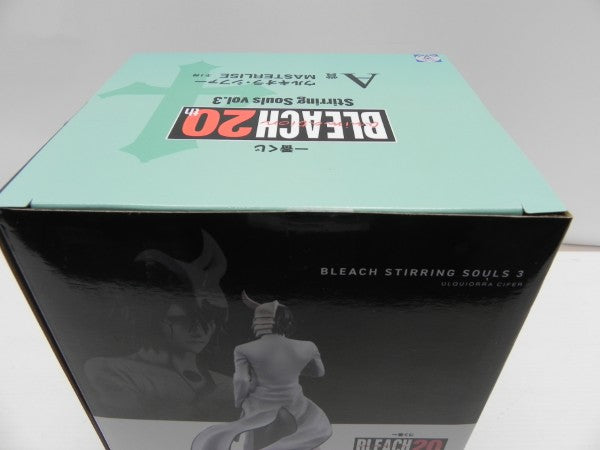 一番くじ
BLEACH 20th
Animation
Stirring Souls vol.3
A賞 MASTERLISE
ウルキオラ・シファー
BLEACH STIRRING SOULS 3
ULQUIORRA CIFER
BLEACH 20